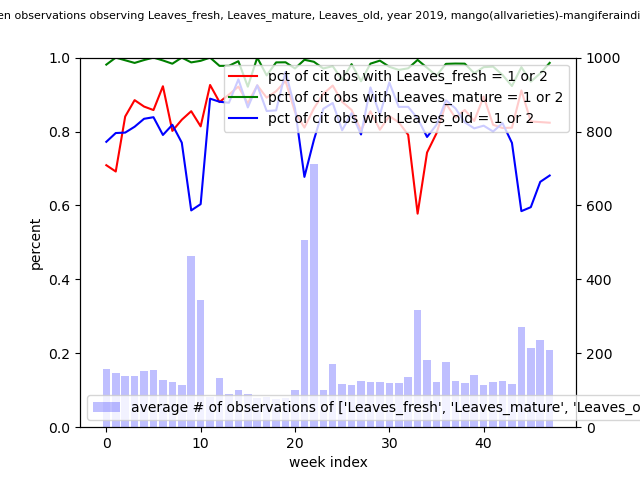 en observations observing Leaves_fresh, Leaves_mature, Leaves_old, year 2019, mango(allvarieties)-mangiferaindi
1.0
0.8
0.6
0.4
0.2
0.0
percent
1000
800
600
400
200
0
pct of cit obs with Leaves_fresh = 1 or 2
pct of cit obs with Leaves_mature = 1 or 2
pct of cit obs with Leaves_old = 1 or 2
average # of observations of ['Leaves_fresh', 'Leaves_mature', 'Leaves_o
0 10 20 30 40
week index